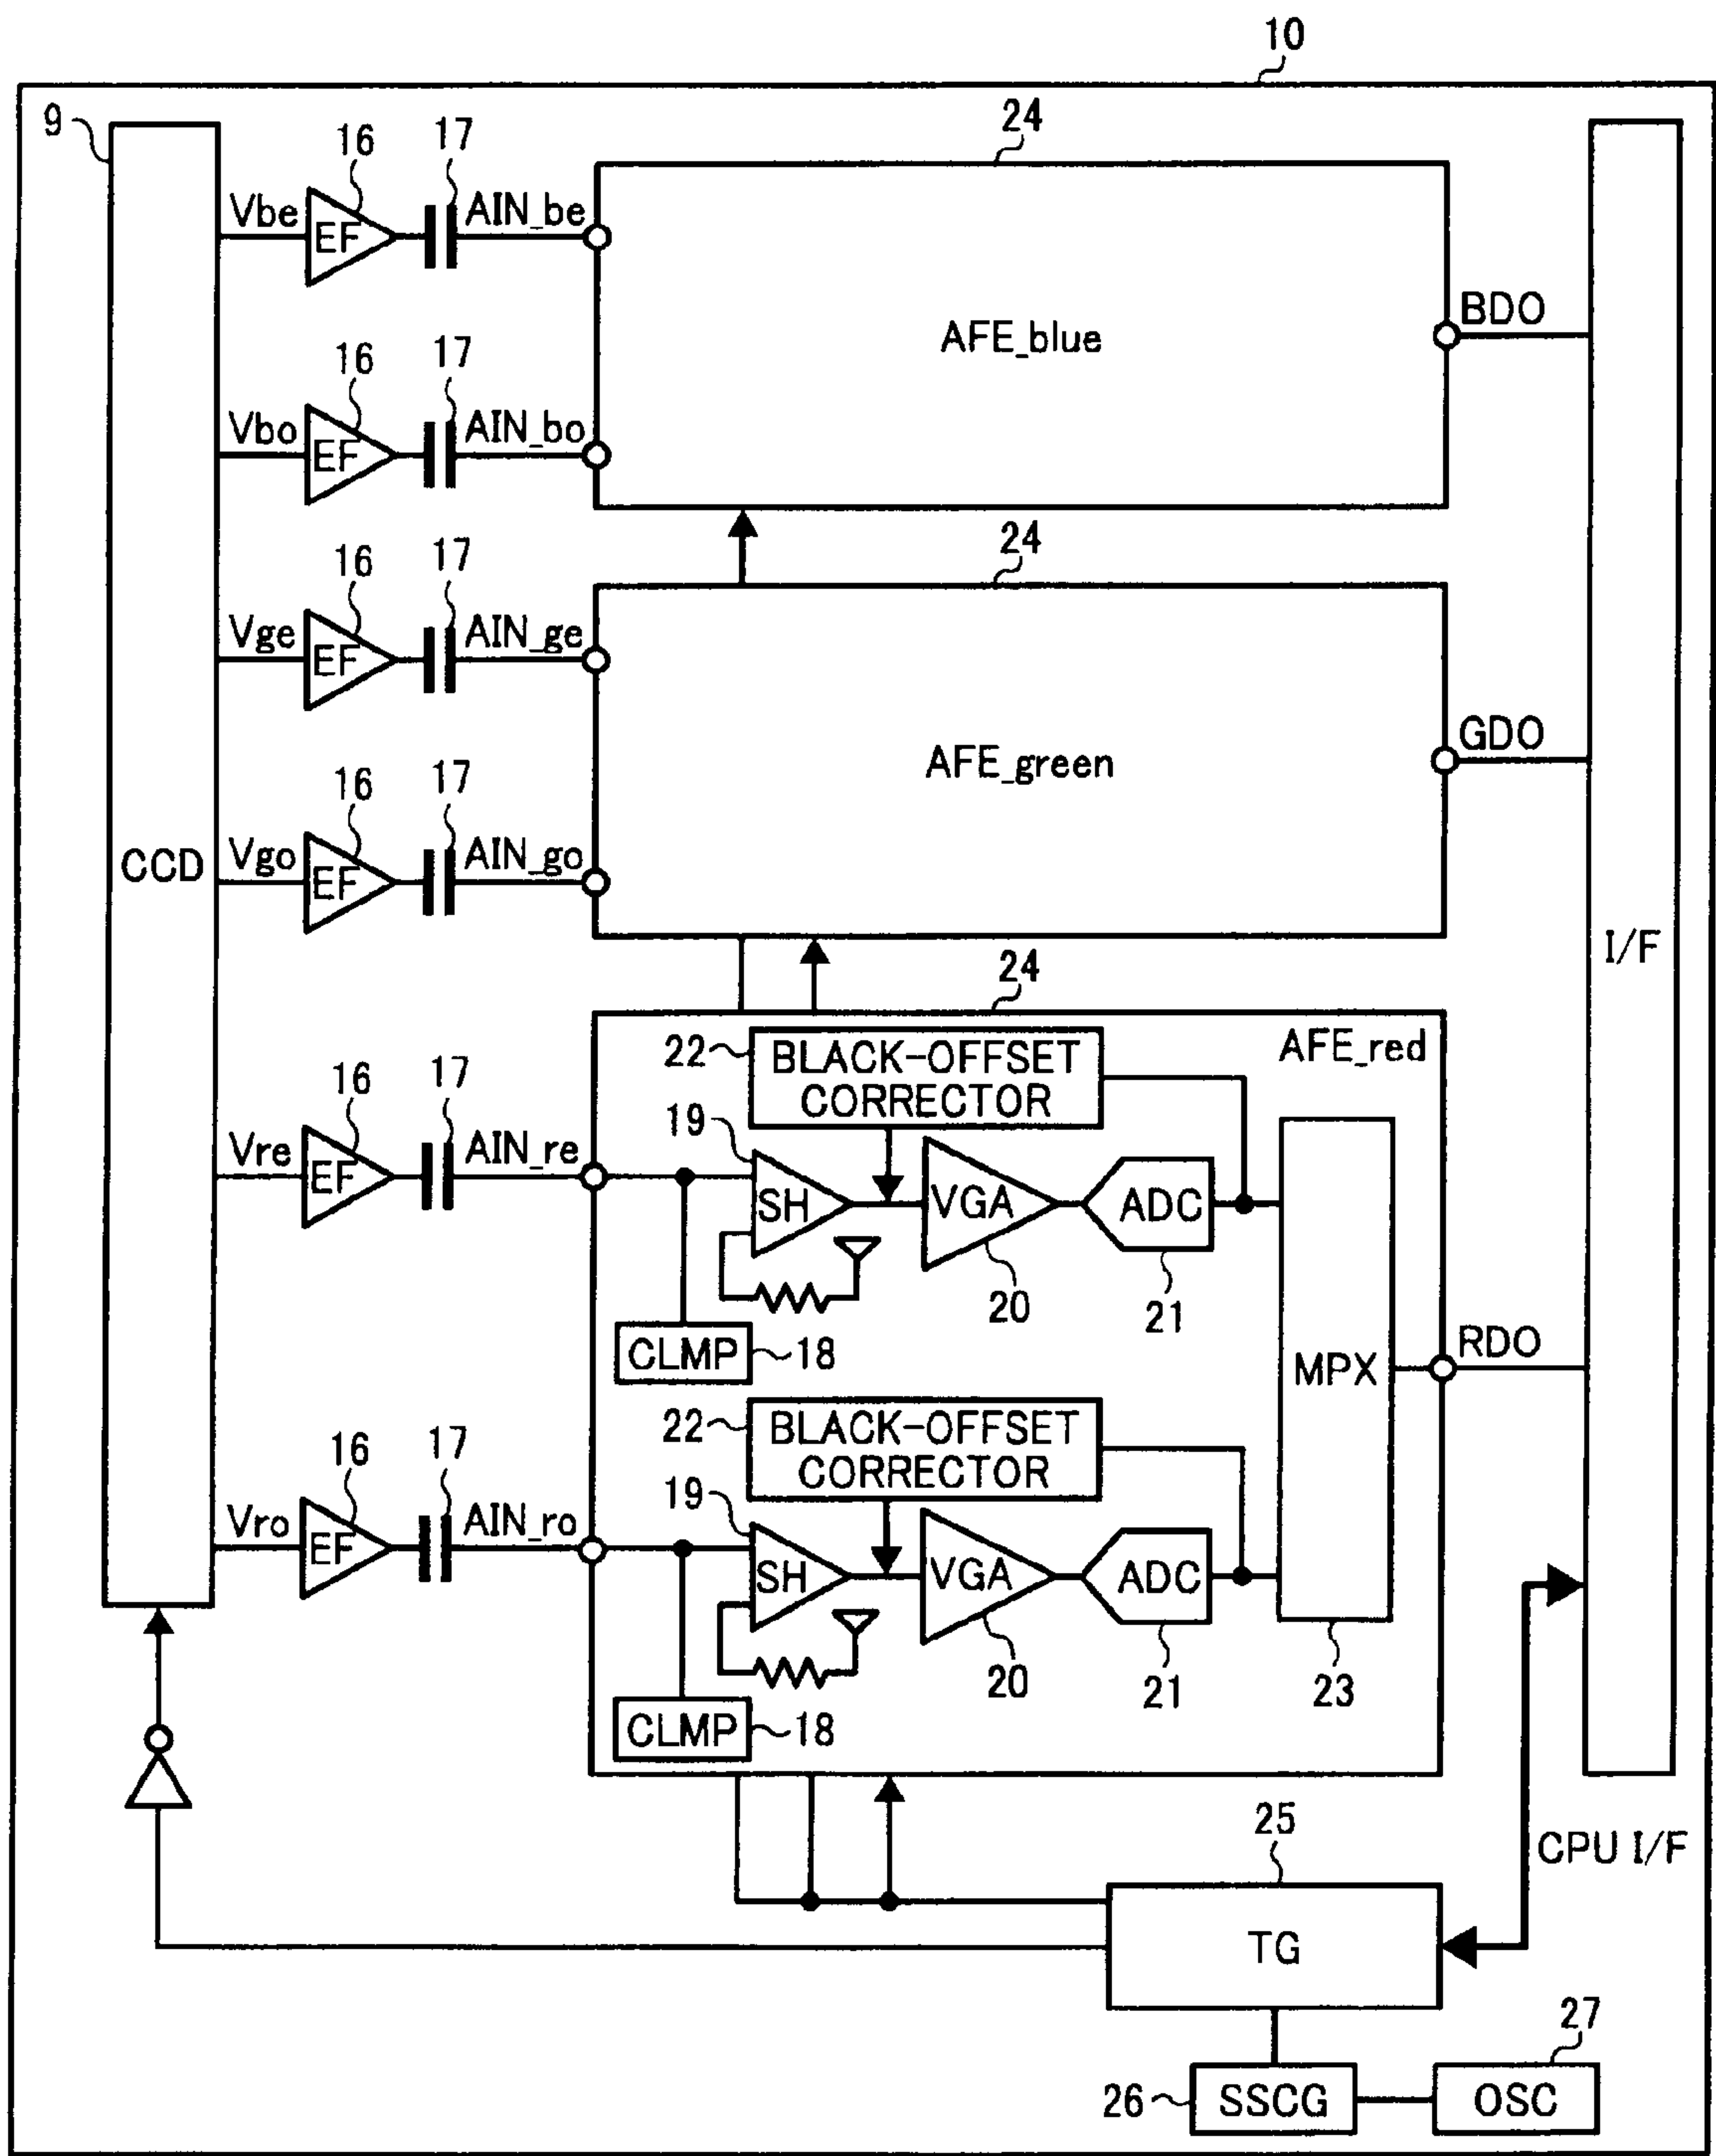 10
9
16
17
24
Vbe
EF
AIN_be
BDO
AFE_blue
16
17
Vbo
EF
AIN_bo
16
17
24
Vge
EF
AIN_ge
GDO
AFE_green
16
17
CCD
Vgo
EF
AIN_go
I/F
24
AFE_red
22
BLACK-OFFSET
CORRECTOR
16
17
19
Vre
EF
AIN_re
SH
VGA
ADC
20
21
CLMP
18
MPX
RDO
22
BLACK-OFFSET
CORRECTOR
16
17
19
Vro
EF
AIN_ro
SH
VGA
ADC
20
21
23
CLMP
18
25
CPU I/F
TG
27
26
SSCG
OSC